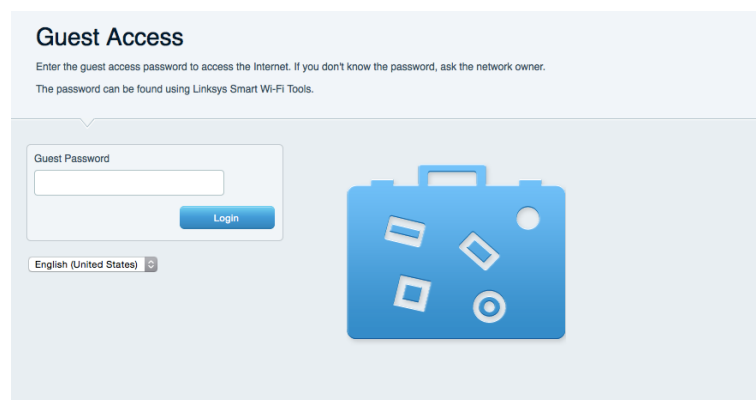 Guest Access
Enter the guest access password to access the Internet. If you don't know the password, ask the network owner.
The password can be found using Linksys Smart Wi-Fi Tools.
Guest Password
Login
English (United States)